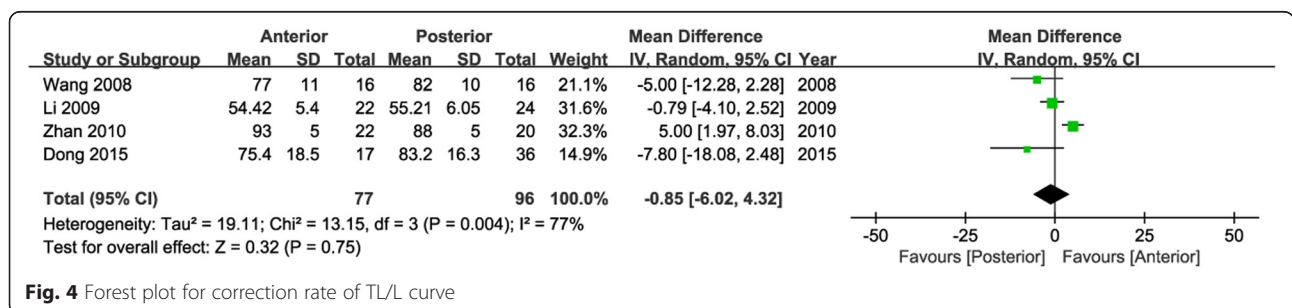 Anterior Posterior Mean Difference Mean Difference
Study or Subgroup Mean SD Total Mean SD Total Weight IV, Random, 95% CI Year IV, Random, 95% CI
Wang 2008 77 11 16 82 10 16 21.1% -5.00 [-12.28, 2.28] 2008
Li 2009 54.42 5.4 22 55.21 6.05 24 31.6% -0.79 [-4.10, 2.52] 2009
Zhan 2010 93 5 22 88 5 20 32.3% 5.00 [1.97, 8.03] 2010
Dong 2015 75.4 18.5 17 83.2 16.3 36 14.9% -7.80 [-18.08, 2.48] 2015
Total (95% CI) 77 96 100.0% -0.85 [-6.02, 4.32]
Heterogeneity: Tau² = 19.11; Chi² = 13.15, df = 3 (P = 0.004); I² = 77%
Test for overall effect: Z = 0.32 (P = 0.75)
-50 -25 0 25 50
Favours [Posterior] Favours [Anterior]
Fig. 4 Forest plot for correction rate of TL/L curve